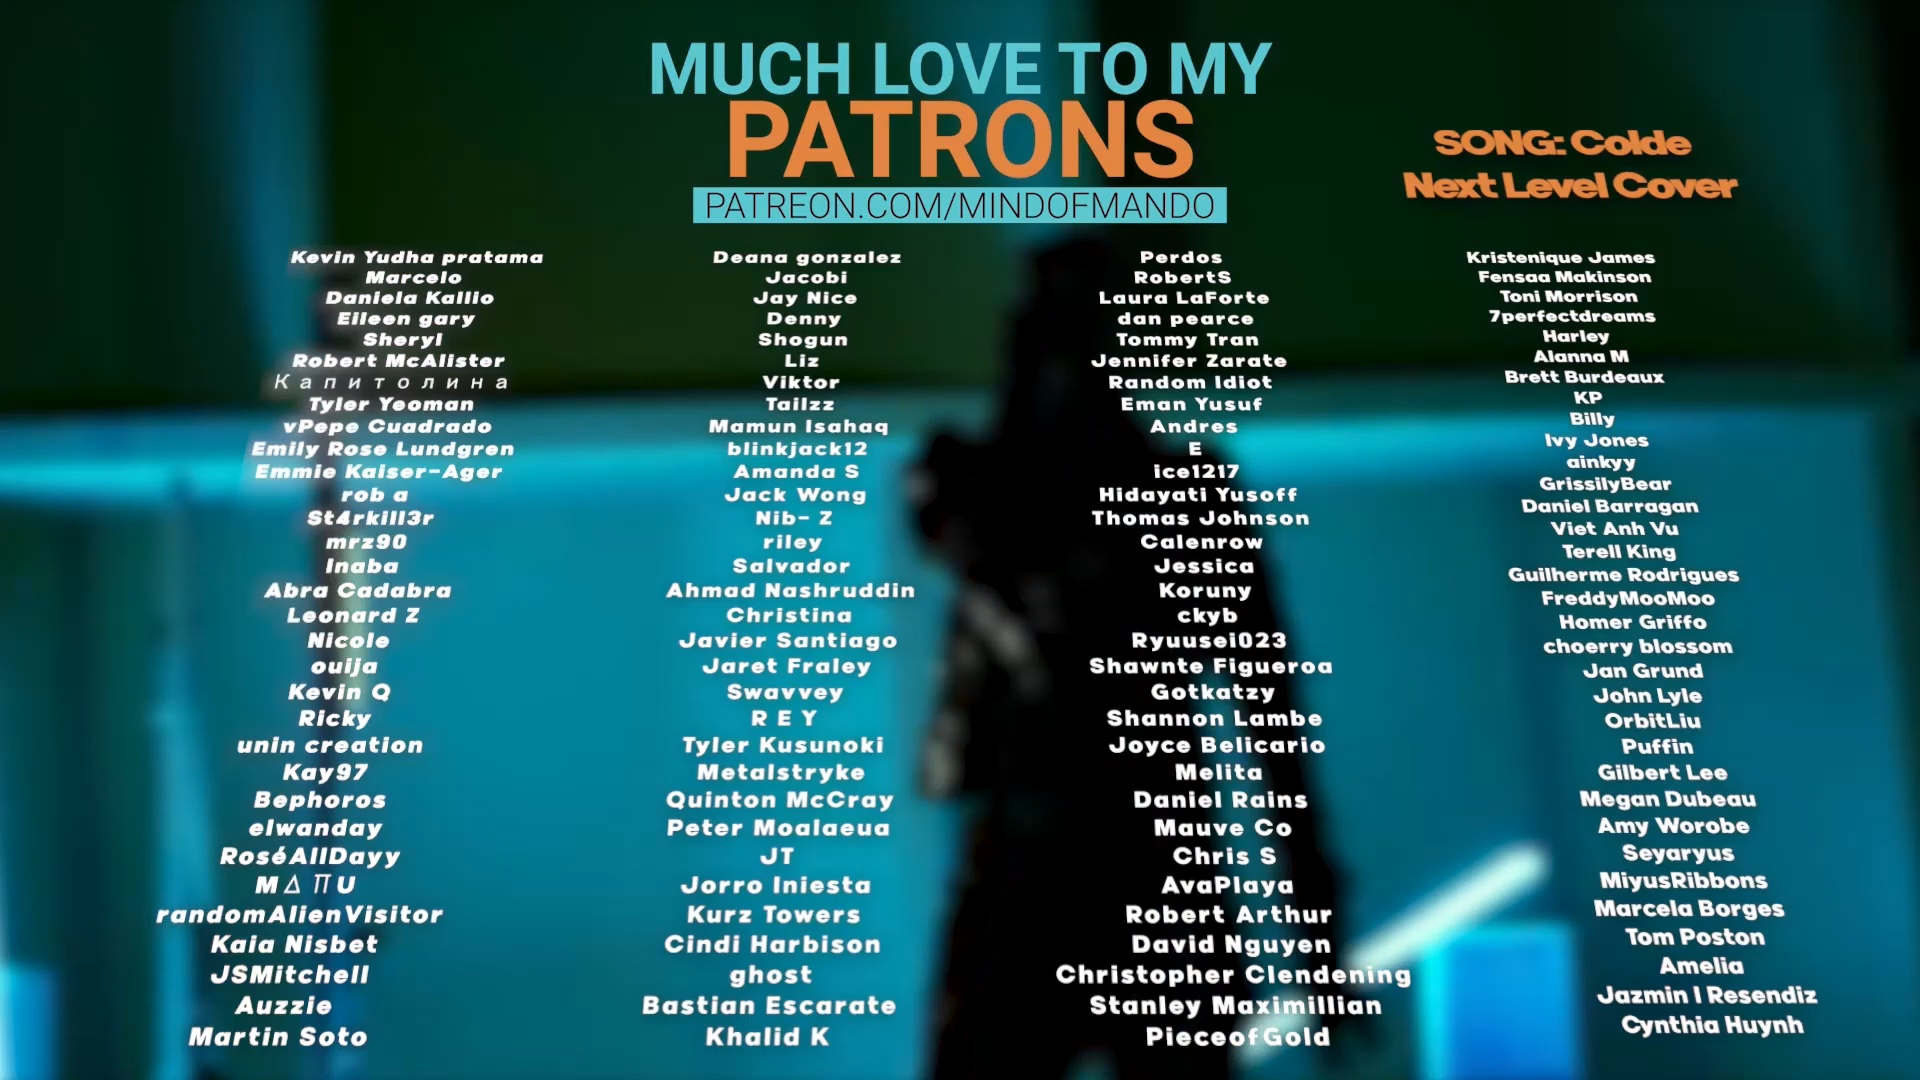 MUCH LOVE TO MY
PATRONS
PATREON.COM/MINDOFMANDO
SONG: Colde
Next Level Cover
Kevin Yudha pratama
Marcelo
Daniela Kallio
Eileen gary
Sheryl
Robert McAlister
Капитолина
Tyler Yeoman
vPepe Cuadrado
Emily Rose Lundgren
Emmie Kaiser-Ager
rob a
St4rkill3r
mrz90
Inaba
Abra Cadabra
Leonard Z
Nicole
ouija
Kevin Q
Ricky
unin creation
Kay97
Bephoros
elwanday
RoséAllDayy
M Δ Π U
randomAlienVisitor
Kaia Nisbet
JSMitchell
Auzzie
Martin Soto
Deana gonzalez
Jacobi
Jay Nice
Denny
Shogun
Liz
Viktor
Tailzz
Mamun Isahaq
blinkjack12
Amanda S
Jack Wong
Nib- Z
riley
Salvador
Ahmad Nashruddin
Christina
Javier Santiago
Jaret Fraley
Swavvey
R E Y
Tyler Kusunoki
Metalstryke
Quinton McCray
Peter Moalaeua
JT
Jorro Iniesta
Kurz Towers
Cindi Harbison
ghost
Bastian Escarate
Khalid K
Perdos
RobertS
Laura LaForte
dan pearce
Tommy Tran
Jennifer Zarate
Random Idiot
Eman Yusuf
Andres
E
ice1217
Hidayati Yusoff
Thomas Johnson
Calenrow
Jessica
Koruny
ckyb
Ryuusei023
Shawnte Figueroa
Gotkatzy
Shannon Lambe
Joyce Belicario
Melita
Daniel Rains
Mauve Co
Chris S
AvaPlaya
Robert Arthur
David Nguyen
Christopher Clendening
Stanley Maximillian
PieceofGold
Kristenique James
Fensaa Makinson
Toni Morrison
7perfectdreams
Harley
Alanna M
Brett Burdeaux
KP
Billy
Ivy Jones
ainkyy
GrissilyBear
Daniel Barragan
Viet Anh Vu
Terell King
Guilherme Rodrigues
FreddyMooMoo
Homer Griffo
choerry blossom
Jan Grund
John Lyle
OrbitLiu
Puffin
Gilbert Lee
Megan Dubeau
Amy Worobe
Seyaryus
MiyusRibbons
Marcela Borges
Tom Poston
Amelia
Jazmin I Resendiz
Cynthia Huynh